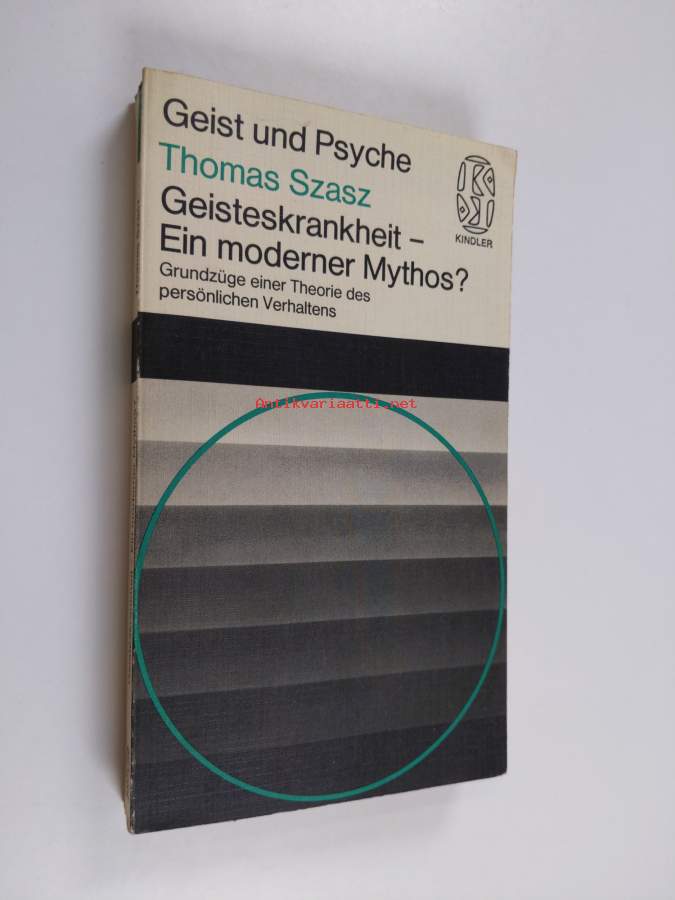 Geist und Psyche
Thomas Szasz
Geisteskrankheit –
Ein moderner Mythos?
Grundzüge einer Theorie des
persönlichen Verhaltens
KINDLER
Antikvariaatti.net